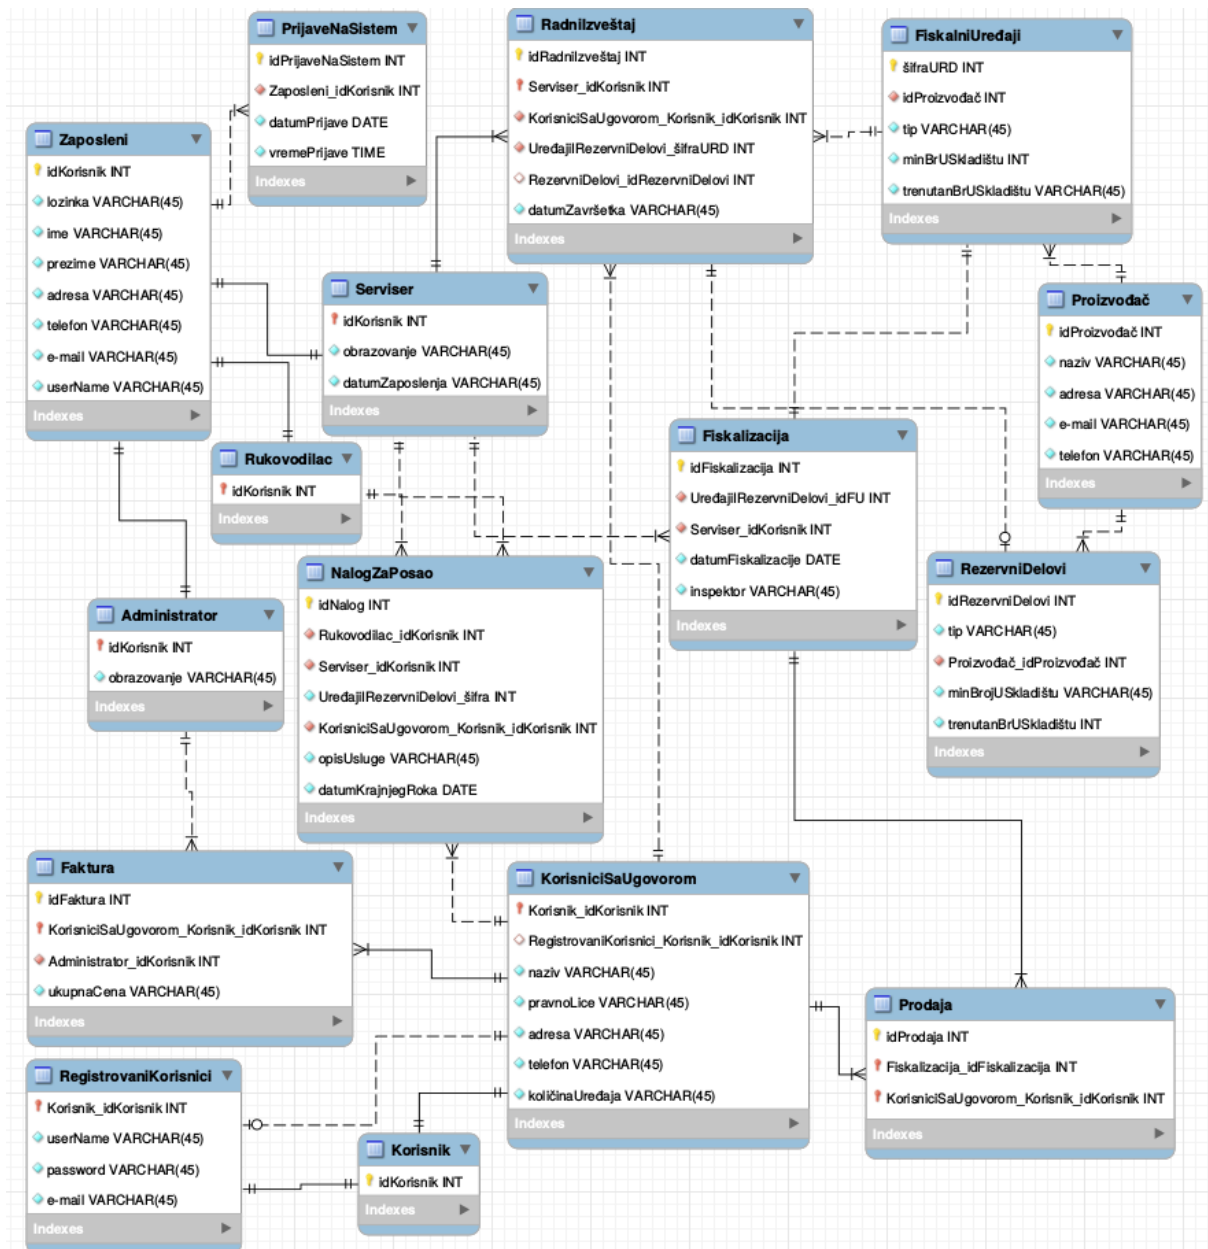 PrijaveNaSistem
idPrijaveNaSistem INT
Zaposleni_idKorisnik INT
datumPrijave DATE
vremePrijave TIME
Indexes
RadniIzveštaj
idRadniIzveštaj INT
Serviser_idKorisnik INT
KorisniciSaUgovorom_Korisnik_idKorisnik INT
UređajiIRezervniDelovi_šifraURD INT
RezervniDelovi_idRezervniDelovi INT
datumZavršetka VARCHAR(45)
Indexes
FiskalniUređaji
šifraURD INT
idProizvođač INT
tip VARCHAR(45)
minBrUSkladištu INT
trenutanBrUSkladištu VARCHAR(45)
Indexes
Zaposleni
idKorisnik INT
lozinka VARCHAR(45)
ime VARCHAR(45)
prezime VARCHAR(45)
adresa VARCHAR(45)
telefon VARCHAR(45)
e-mail VARCHAR(45)
userName VARCHAR(45)
Indexes
Serviser
idKorisnik INT
obrazovanje VARCHAR(45)
datumZaposlenja VARCHAR(45)
Indexes
Proizvođač
idProizvođač INT
naziv VARCHAR(45)
adresa VARCHAR(45)
e-mail VARCHAR(45)
telefon VARCHAR(45)
Indexes
Rukovodilac
idKorisnik INT
Indexes
Fiskalizacija
idFiskalizacija INT
UređajiIRezervniDelovi_idFU INT
Serviser_idKorisnik INT
datumFiskalizacije DATE
inspektor VARCHAR(45)
Indexes
RezervniDelovi
idRezervniDelovi INT
tip VARCHAR(45)
Proizvođač_idProizvođač INT
minBrojUSkladištu VARCHAR(45)
trenutanBrUSkladištu INT
Indexes
NalogZaPosao
idNalog INT
Rukovodilac_idKorisnik INT
Serviser_idKorisnik INT
UređajiIRezervniDelovi_šifra INT
KorisniciSaUgovorom_Korisnik_idKorisnik INT
opisUsluge VARCHAR(45)
datumKrajnjegRoka DATE
Indexes
Administrator
idKorisnik INT
obrazovanje VARCHAR(45)
Indexes
Faktura
idFaktura INT
KorisniciSaUgovorom_Korisnik_idKorisnik INT
Administrator_idKorisnik INT
ukupnaCena VARCHAR(45)
Indexes
KorisniciSaUgovorom
Korisnik_idKorisnik INT
RegistrovaniKorisnici_Korisnik_idKorisnik INT
naziv VARCHAR(45)
pravnoLice VARCHAR(45)
adresa VARCHAR(45)
telefon VARCHAR(45)
količinaUređaja VARCHAR(45)
Indexes
Prodaja
idProdaja INT
Fiskalizacija_idFiskalizacija INT
KorisniciSaUgovorom_Korisnik_idKorisnik INT
Indexes
RegistrovaniKorisnici
Korisnik_idKorisnik INT
userName VARCHAR(45)
password VARCHAR(45)
e-mail VARCHAR(45)
Indexes
Korisnik
idKorisnik INT
Indexes